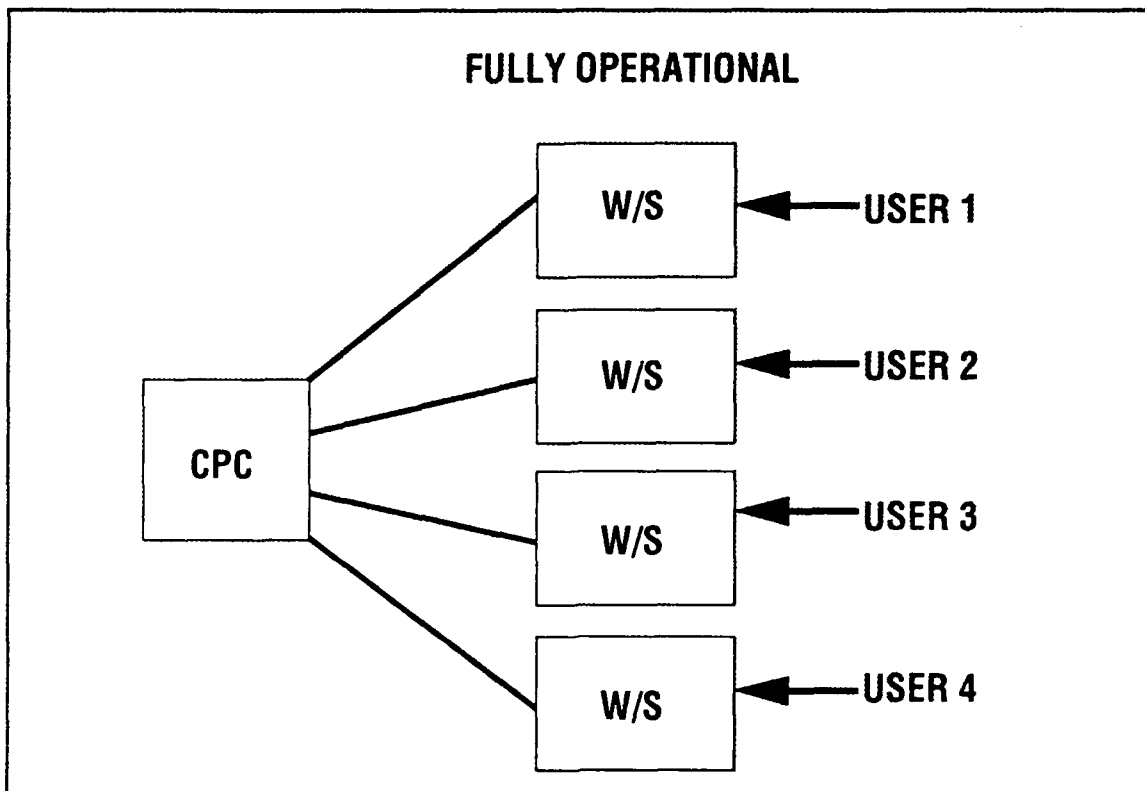 FULLY OPERATIONAL
W/S
USER 1
W/S
USER 2
CPC
W/S
USER 3
W/S
USER 4